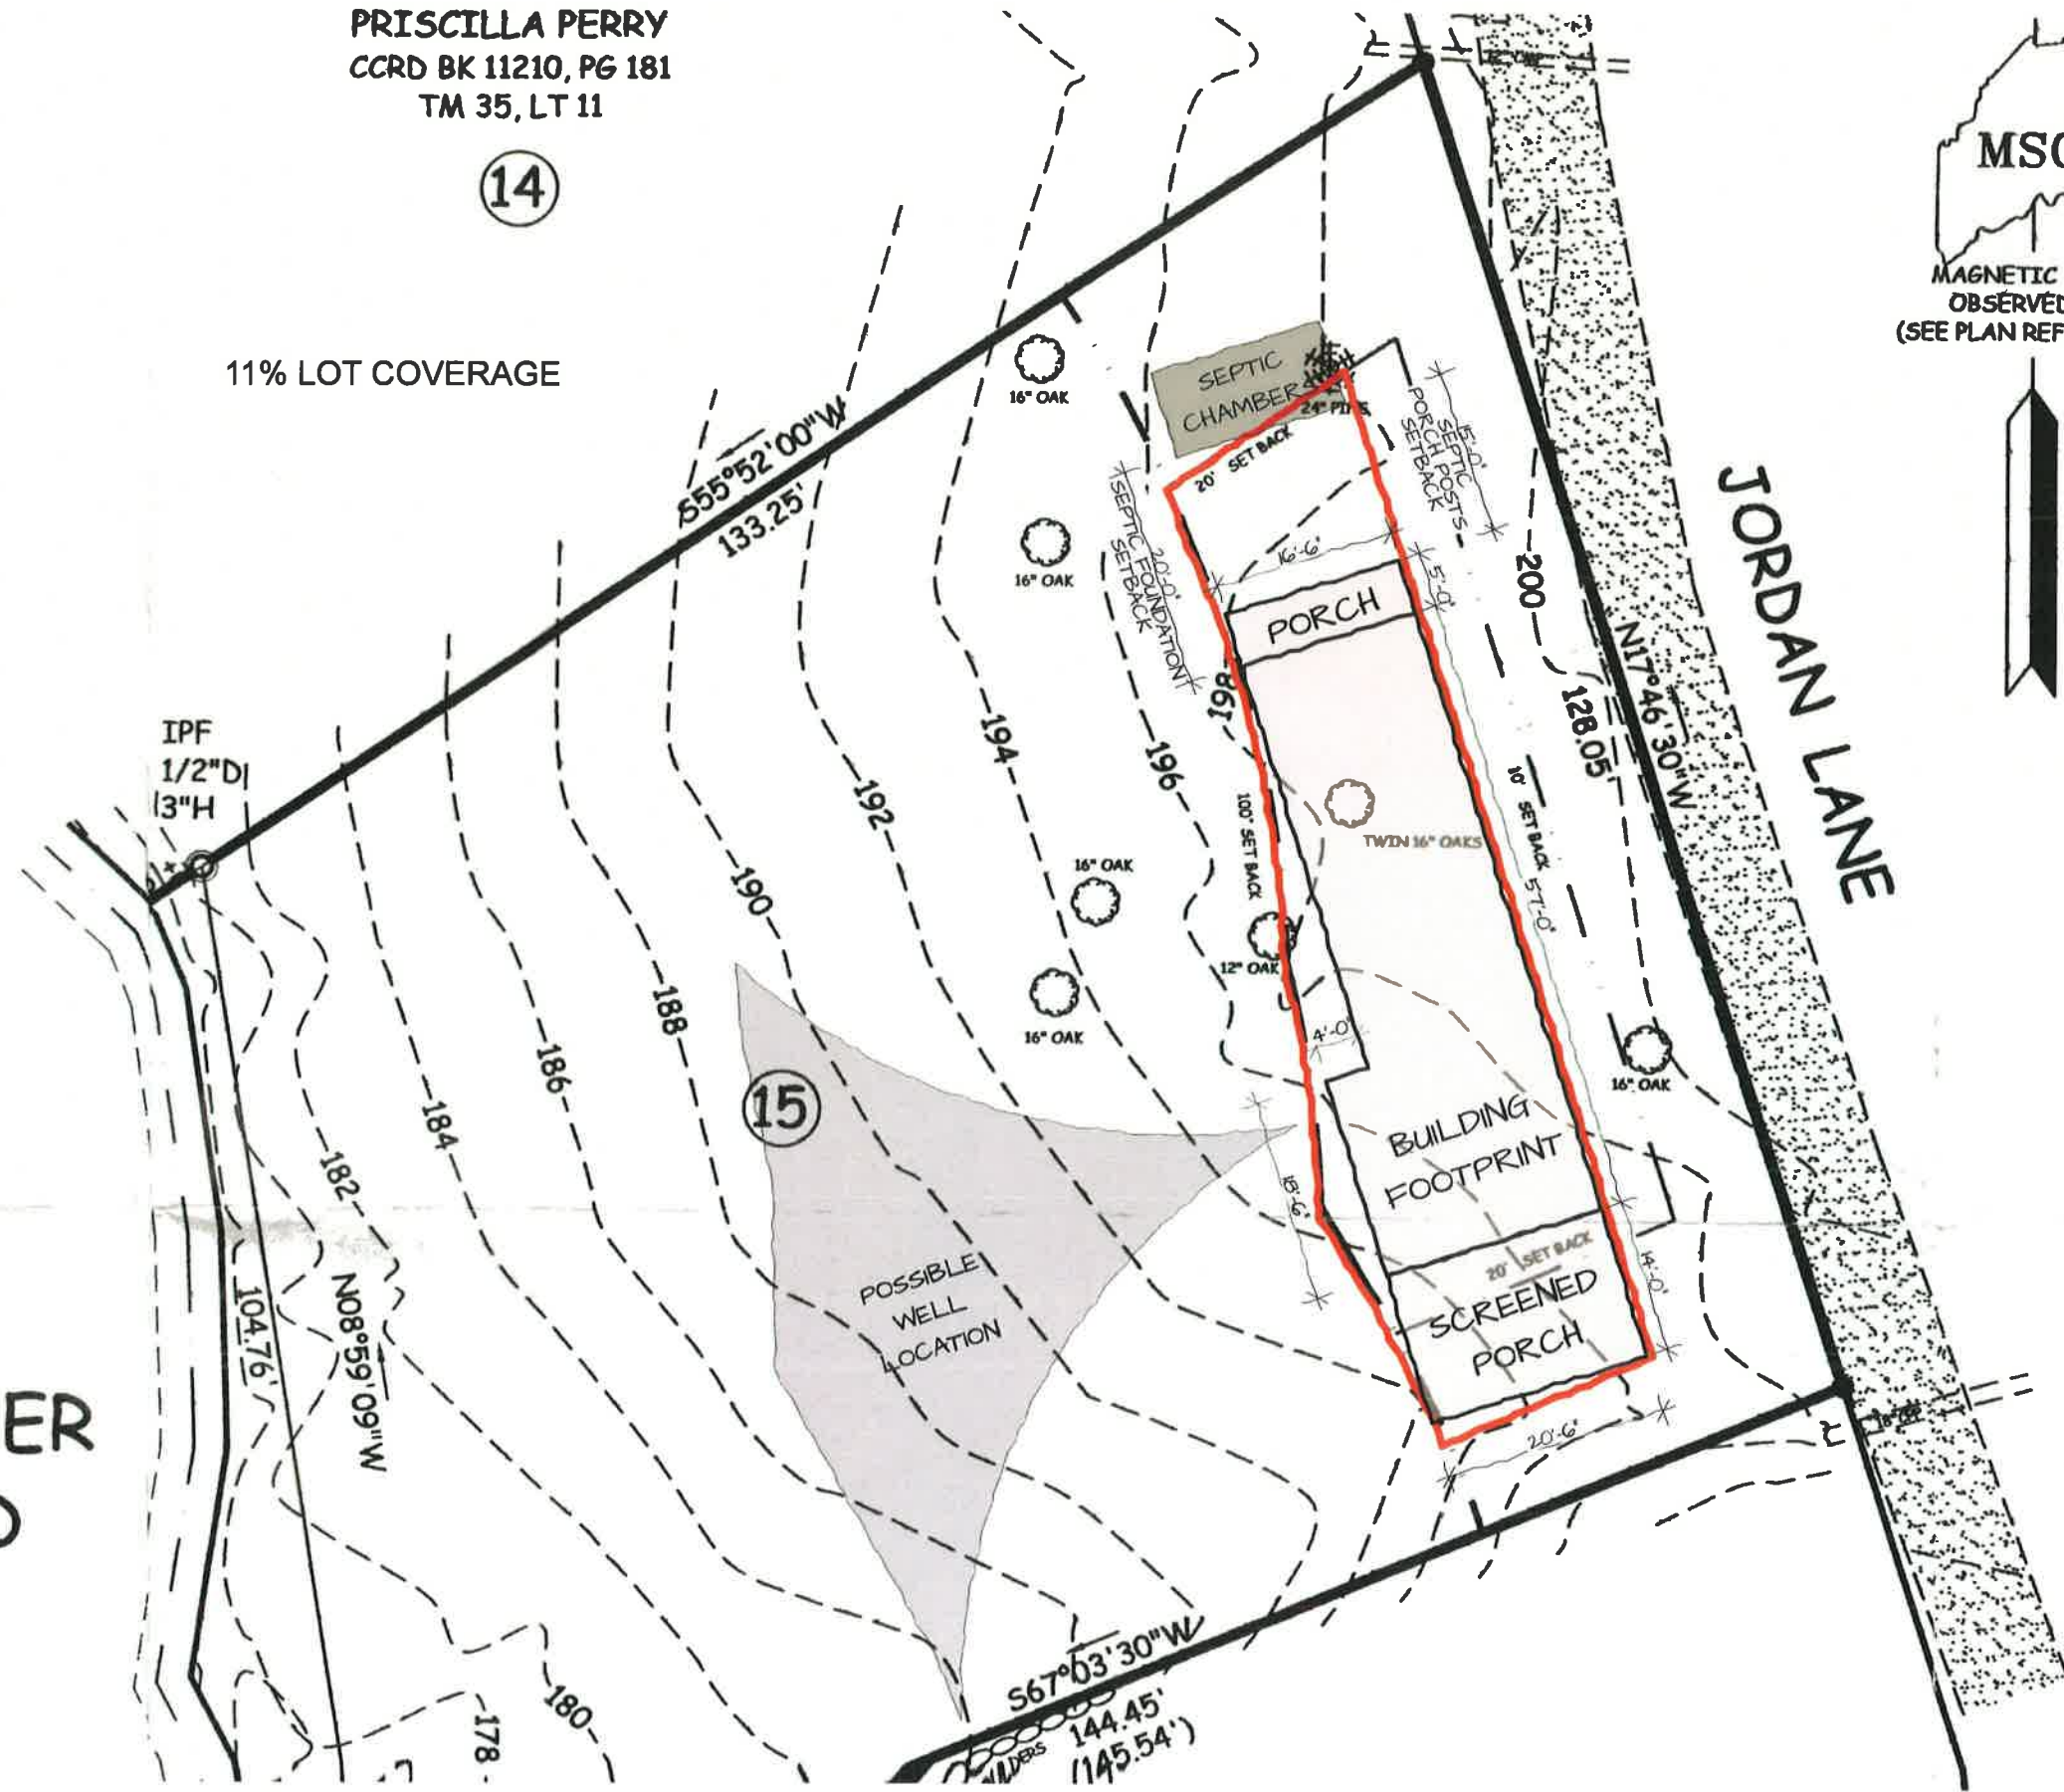 PRISCILLA PERRY
CCRD BK 11210, PG 181
TM 35, LT 11
14
11% LOT COVERAGE
MAGNETIC
OBSERVED
(SEE PLAN REF
S55°52'00"W
133.25'
16" OAK
SEPTIC
CHAMBER
20' SET BACK
15'-0"
SEPTIC
PORCH POSTS
SETBACK
20'-0"
SEPTIC FOUNDATION
SETBACK
16" OAK
16'-6"
5'-0"
PORCH
200
N17°46'30"W
128.05'
JORDAN LANE
IPF
1/2"D
3"H
198
196
194
192
190
188
186
184
182
180
178
100' SET BACK
10' SET BACK
57'-0"
TWIN 16" OAKS
16" OAK
12" OAK
16" OAK
4'-0"
16" OAK
15
BUILDING
FOOTPRINT
18'-6"
20' SET BACK
14'-0"
SCREENED
PORCH
20'-6"
POSSIBLE
WELL
LOCATION
104.76'
N08°59'09"W
ER
S67°03'30"W
144.45'
(145.54')